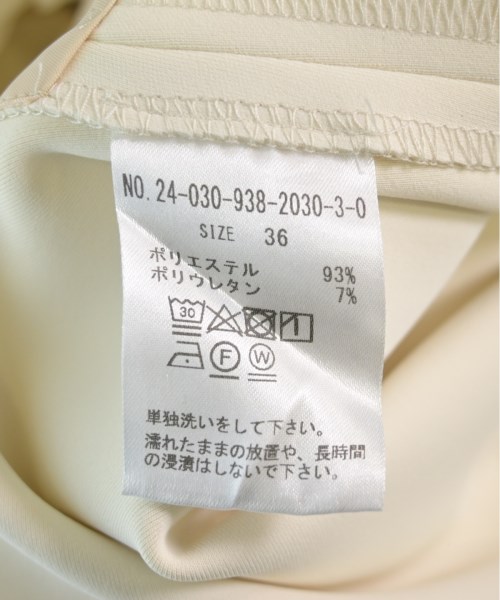 NO. 24-030-938-2030-3-0
SIZE 36
ポリエステル 93%
ポリウレタン 7%
30
F W
単独洗いをして下さい。
濡れたままの放置や、長時間
の浸漬はしないで下さい。